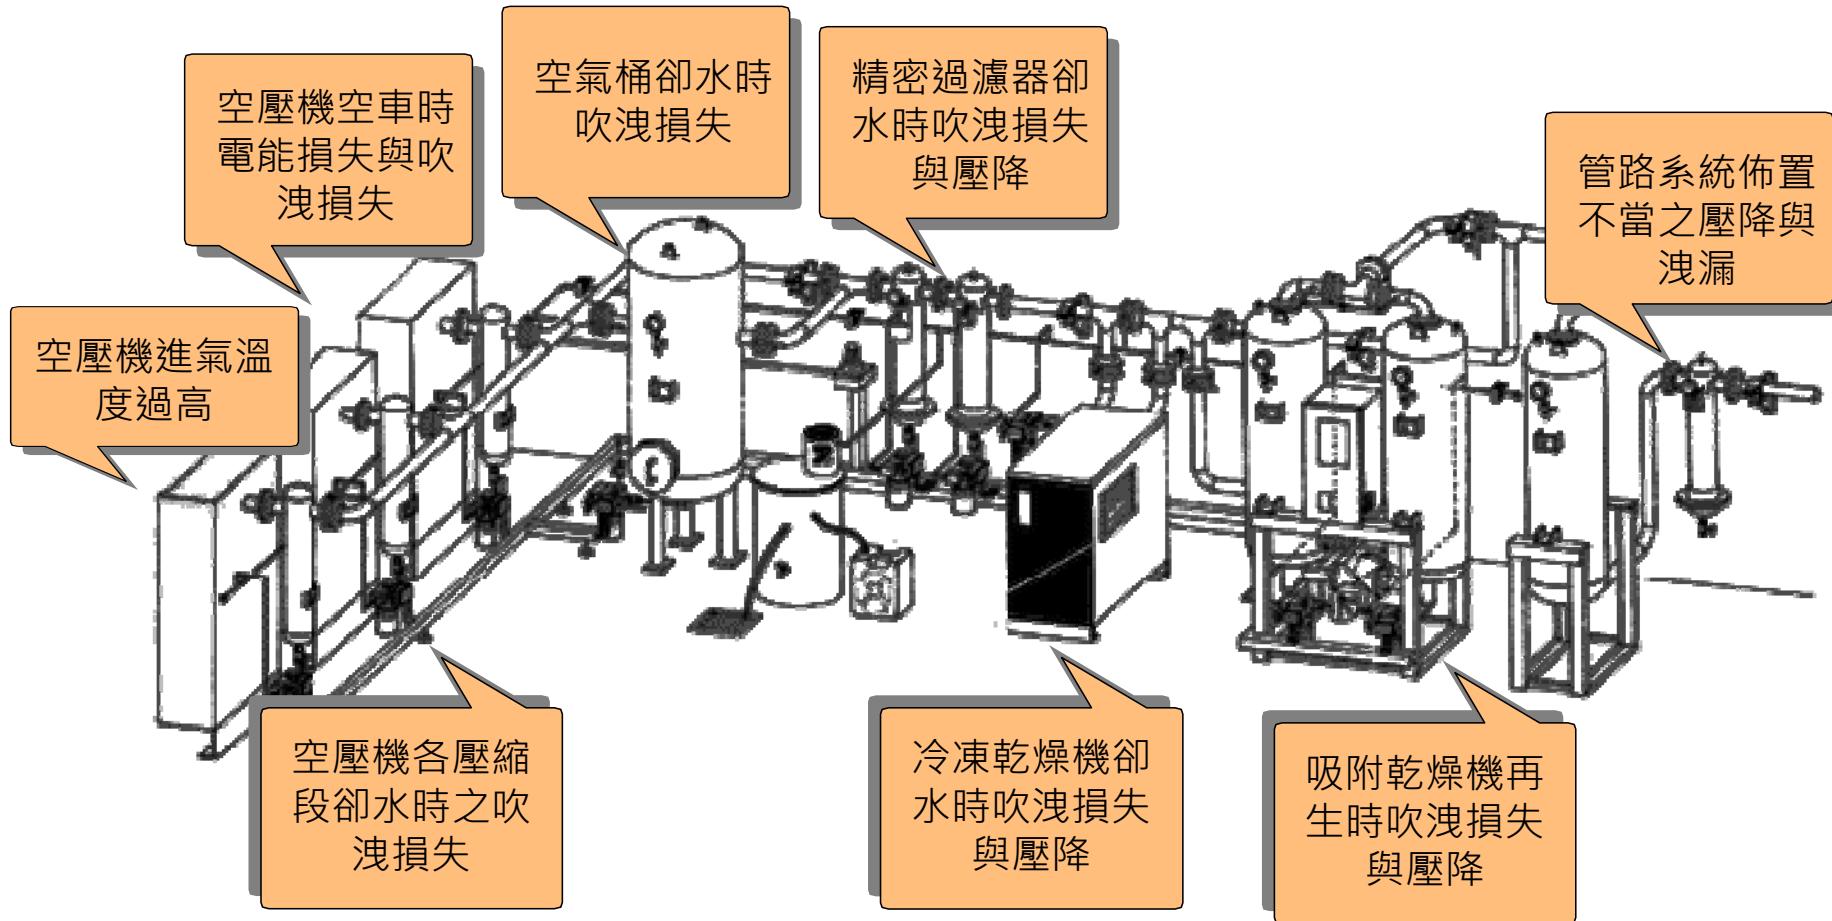 空壓機進氣溫
度過高
空壓機空車時
電能損失與吹
洩損失
空氣桶卻水時
吹洩損失
精密過濾器卻
水時吹洩損失
與壓降
管路系統佈置
不當之壓降與
洩漏
空壓機各壓縮
段卻水時之吹
洩損失
冷凍乾燥機卻
水時吹洩損失
與壓降
吸附乾燥機再
生時吹洩損失
與壓降